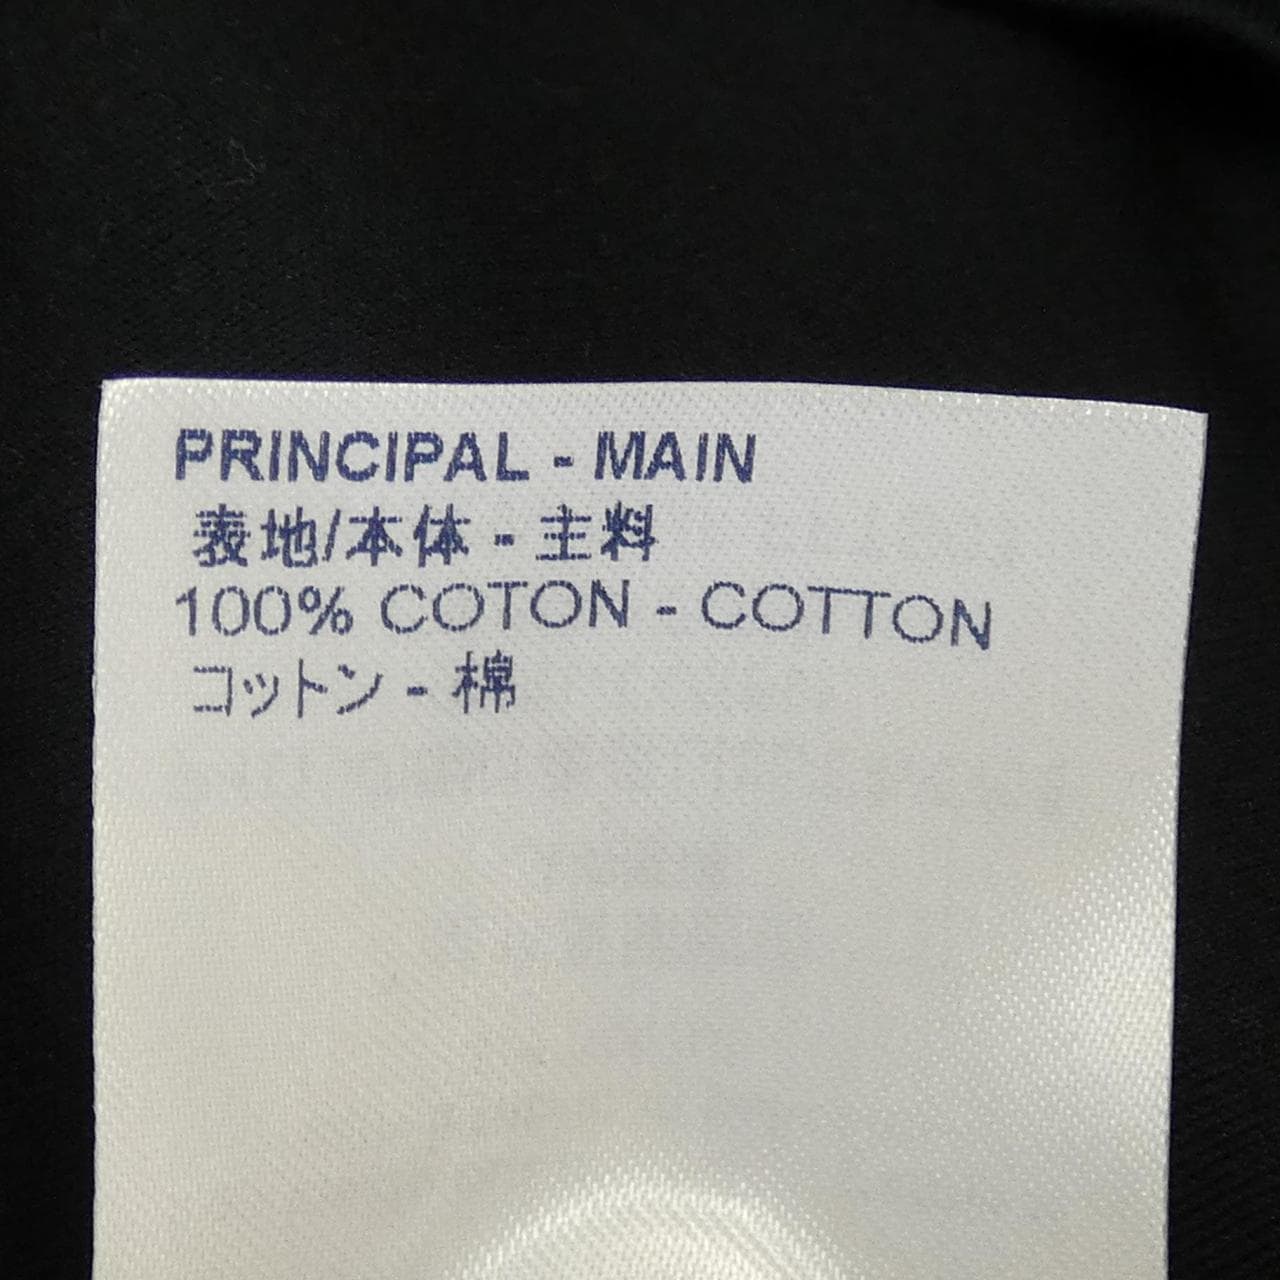 PRINCIPAL - MAIN
表地/本体 - 主料
100% COTON - COTTON
コットン - 棉